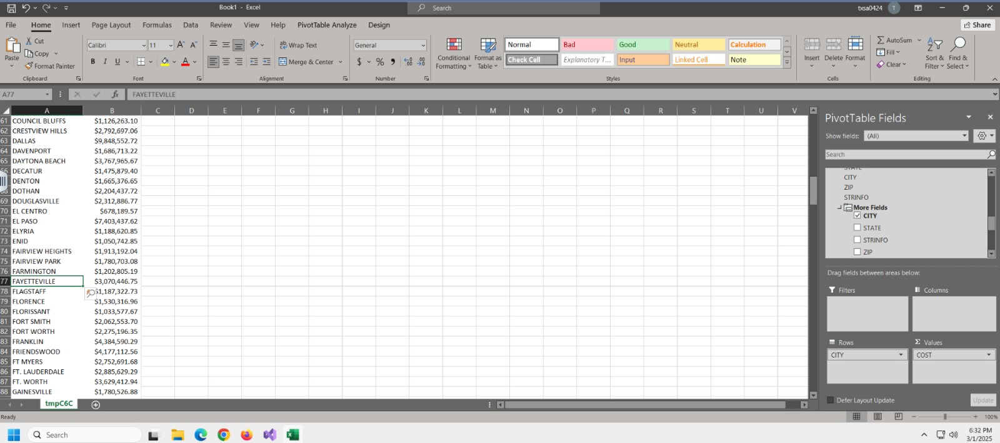 Book1 - Excel
Search
txsa0424
T
File Home Insert Page Layout Formulas Data Review View Help PivotTable Analyze Design
Share
Paste
Cut
Copy
Format Painter
Clipboard
Calibri 11 A A
B I U A
Font
Wrap Text
Merge & Center
Alignment
General
$ % ,
Number
Conditional Formatting
Format as Table
Normal Bad Good Neutral Calculation
Check Cell Explanatory T... Input Linked Cell Note
Styles
Insert Delete Format
Cells
AutoSum
Fill
Clear
Sort & Filter
Find & Select
Editing
A77 fx FAYETTEVILLE
A B C D E F G H I J K L M N O P Q R S T U V
61 COUNCIL BLUFFS $1,126,263.10
62 CRESTVIEW HILLS $2,792,697.06
63 DALLAS $9,848,552.72
64 DAVENPORT $1,686,713.22
65 DAYTONA BEACH $3,767,965.67
66 DECATUR $1,475,879.40
DENTON $1,665,376.65
68 DOTHAN $2,204,437.72
69 DOUGLASVILLE $2,312,886.77
70 EL CENTRO $678,189.57
71 EL PASO $7,403,437.62
72 ELYRIA $1,188,620.85
73 ENID $1,050,742.85
74 FAIRVIEW HEIGHTS $1,913,192.04
75 FAIRVIEW PARK $1,780,703.08
76 FARMINGTON $1,202,805.19
77 FAYETTEVILLE $3,070,446.75
78 FLAGSTAFF $1,187,322.73
79 FLORENCE $1,530,316.96
80 FLORISSANT $1,033,577.67
81 FORT SMITH $2,062,553.70
82 FORT WORTH $2,275,196.35
83 FRANKLIN $4,384,590.29
84 FRIENDSWOOD $4,177,112.56
85 FT MYERS $2,752,691.68
86 FT. LAUDERDALE $2,885,629.29
87 FT. WORTH $3,629,412.94
88 GAINESVILLE $1,780,526.88
PivotTable Fields
Show fields: (All)
Search
STATE
CITY
ZIP
STRINFO
More Fields
CITY
STATE
STRINFO
ZIP
Drag fields between areas below:
Filters
Columns
Rows
Σ Values
CITY
COST
Defer Layout Update
Update
tmpC6C
Ready
100%
Search
6:32 PM
3/1/2025